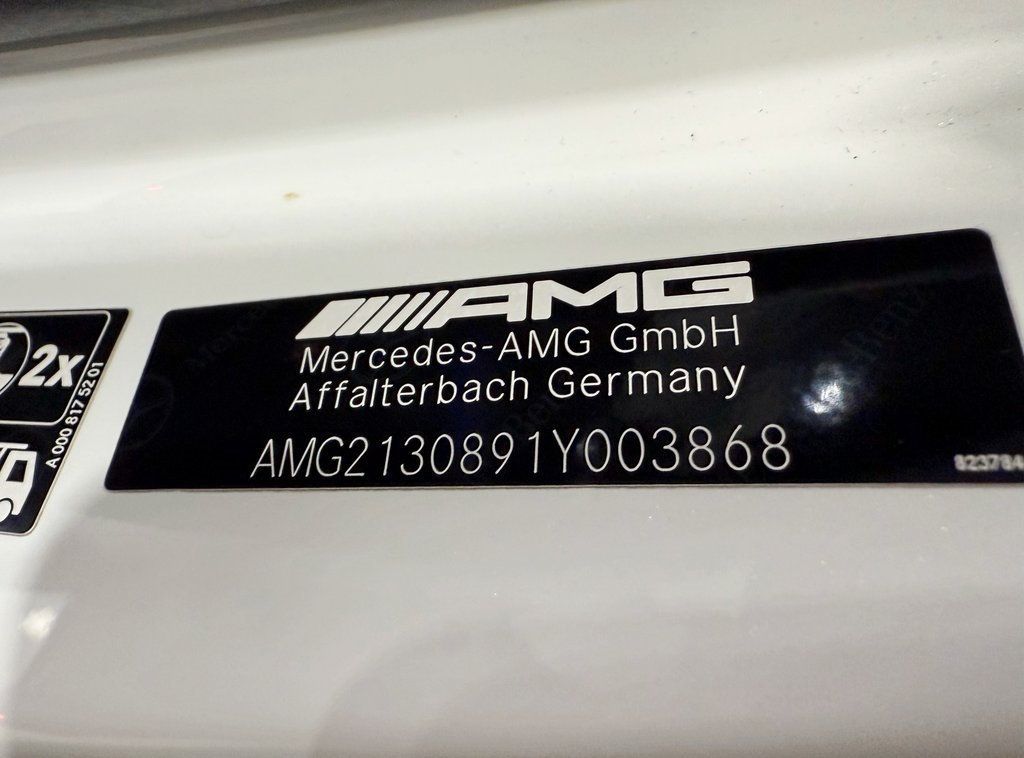 AMG
Mercedes-AMG GmbH
Affalterbach Germany
AMG2130891Y003868
2x
A 000 817 52 01